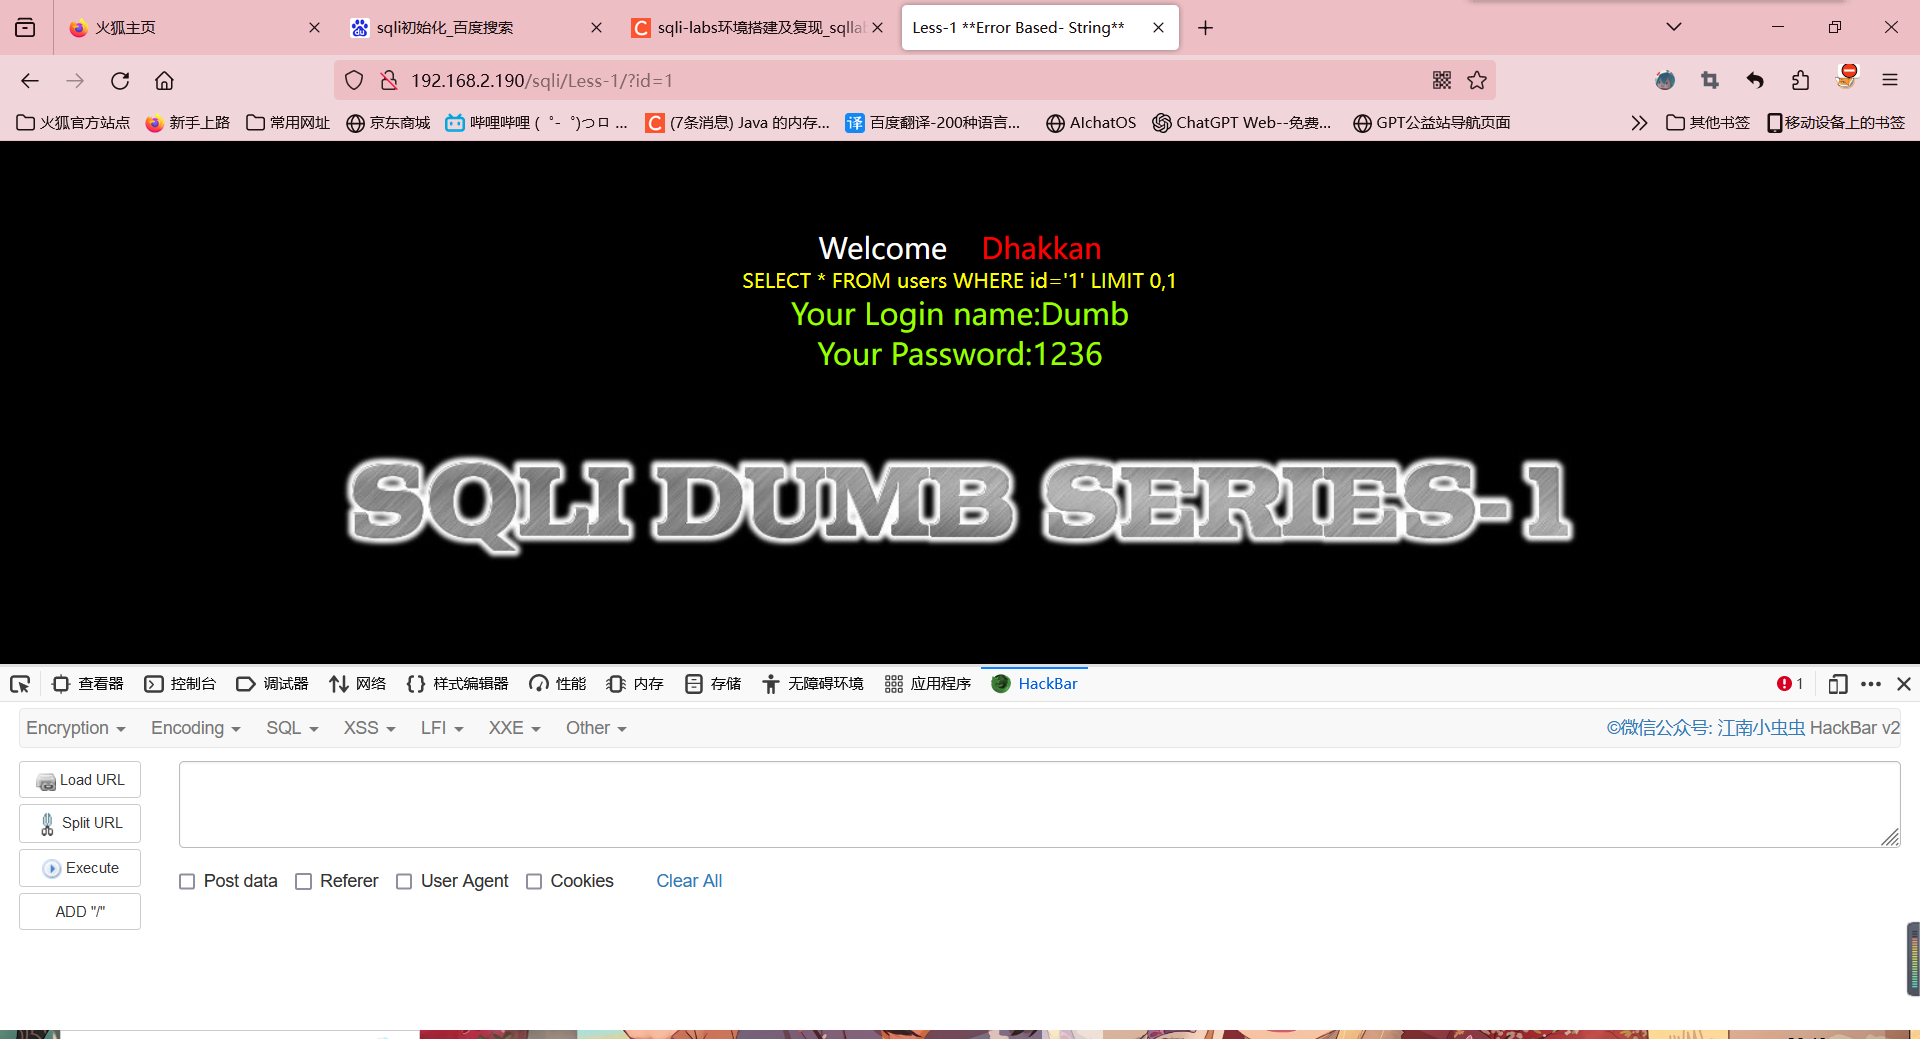 火狐主页
sqli初始化_百度搜索
sqli-labs环境搭建及复现_sqllab
Less-1 **Error Based- String**
192.168.2.190/sqli/Less-1/?id=1
火狐官方站点 新手上路 常用网址 京东商城 哔哩哔哩 ( ゜- ゜)つロ ... (7条消息) Java 的内存... 百度翻译-200种语言... AIchatOS ChatGPT Web--免费... GPT公益站导航页面 其他书签 移动设备上的书签
Welcome Dhakkan
SELECT * FROM users WHERE id='1' LIMIT 0,1
Your Login name:Dumb
Your Password:1236
SQLI DUMB SERIES-1
查看器 控制台 调试器 网络 样式编辑器 性能 内存 存储 无障碍环境 应用程序 HackBar 1
Encryption Encoding SQL XSS LFI XXE Other ©微信公众号: 江南小虫虫 HackBar v2
Load URL
Split URL
Execute
ADD "/"
Post data Referer User Agent Cookies Clear All